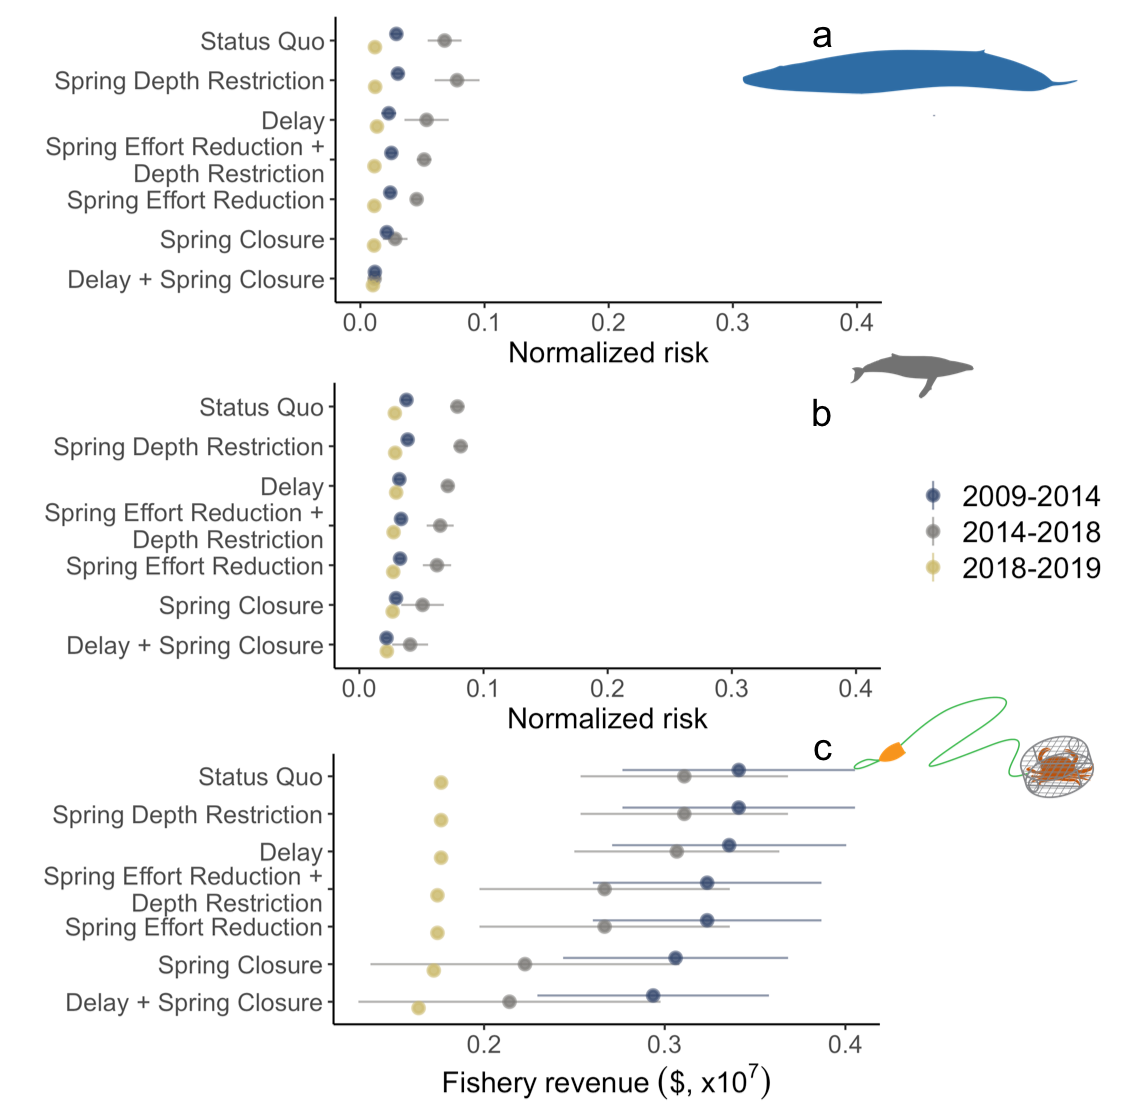 a
Status Quo
Spring Depth Restriction
Delay
Spring Effort Reduction +
Depth Restriction
Spring Effort Reduction
Spring Closure
Delay + Spring Closure
0.0 0.1 0.2 0.3 0.4
Normalized risk
b
Status Quo
Spring Depth Restriction
Delay
Spring Effort Reduction +
Depth Restriction
Spring Effort Reduction
Spring Closure
Delay + Spring Closure
0.0 0.1 0.2 0.3 0.4
Normalized risk
2009-2014
2014-2018
2018-2019
c
Status Quo
Spring Depth Restriction
Delay
Spring Effort Reduction +
Depth Restriction
Spring Effort Reduction
Spring Closure
Delay + Spring Closure
0.2 0.3 0.4
Fishery revenue ($, x10⁷)